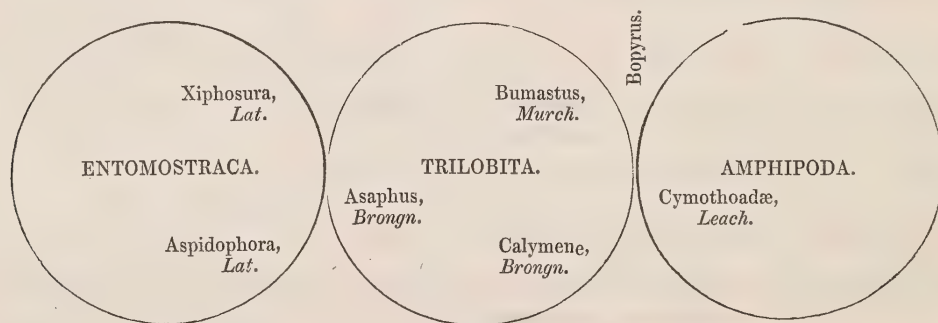 Xiphosura,
Lat.
ENTOMOSTRACA.
Aspidophora,
Lat.
Bumastus,
Murch.
TRILOBITA.
Asaphus,
Brongn.
Calymene,
Brongn.
Bopyrus.
AMPHIPODA.
Cymothoadæ,
Leach.